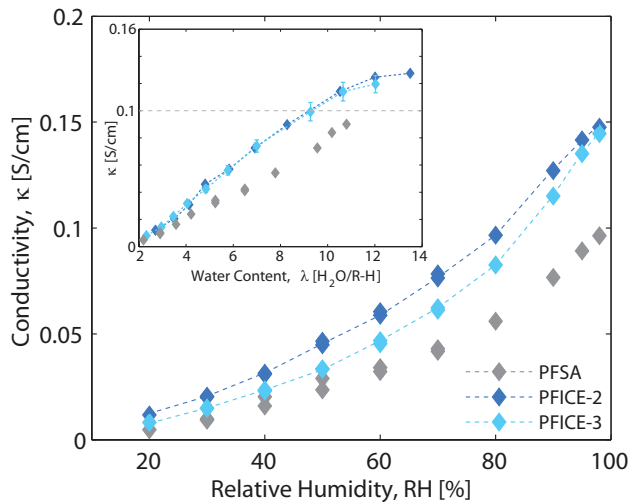 0.2
0.15
0.1
0.05
0
Conductivity, κ [S/cm]
20
40
60
80
100
Relative Humidity, RH [%]
0.16
0.1
0
κ [S/cm]
2
4
6
8
10
12
14
Water Content, λ [H₂O/R-H]
PFSA
PFICE-2
PFICE-3